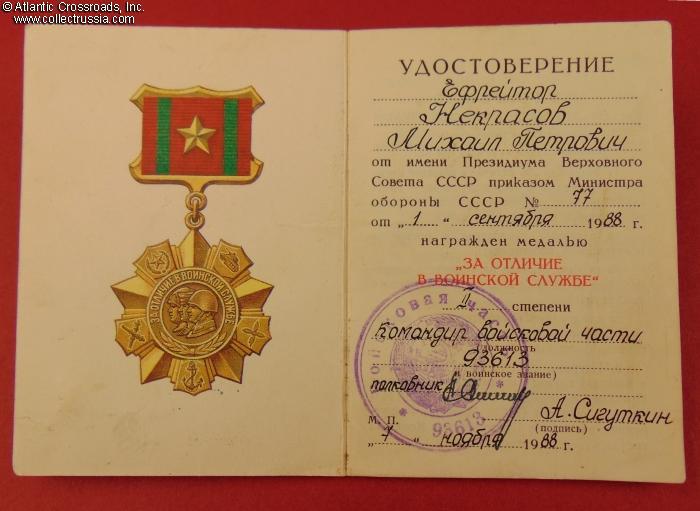 © Atlantic Crossroads, Inc.
www.collectrussia.com
ЗА ОТЛИЧИЕ В ВОИНСКОЙ СЛУЖБЕ
УДОСТОВЕРЕНИЕ
Ефрейтор
Некрасов
Михаил Петрович
от имени Президиума Верховного
Совета СССР приказом Министра
обороны СССР № 77
от „1“ сентября 1988 г.
награжден медалью
„ЗА ОТЛИЧИЕ
В ВОИНСКОЙ СЛУЖБЕ“
II степени
Командир войсковой части
(должность
93613
и воинское звание)
полковник
А. Сигуткин
М. П.
(подпись)
„7“ ноября 1988 г.
93613